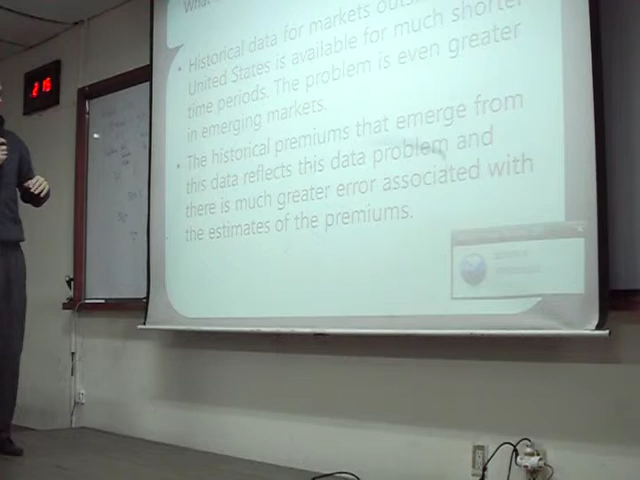 What
• Historical data for markets outs
United States is available for much shorter
time periods. The problem is even greater
in emerging markets.
• The historical premiums that emerge from
this data reflects this data problem and
there is much greater error associated with
the estimates of the premiums.